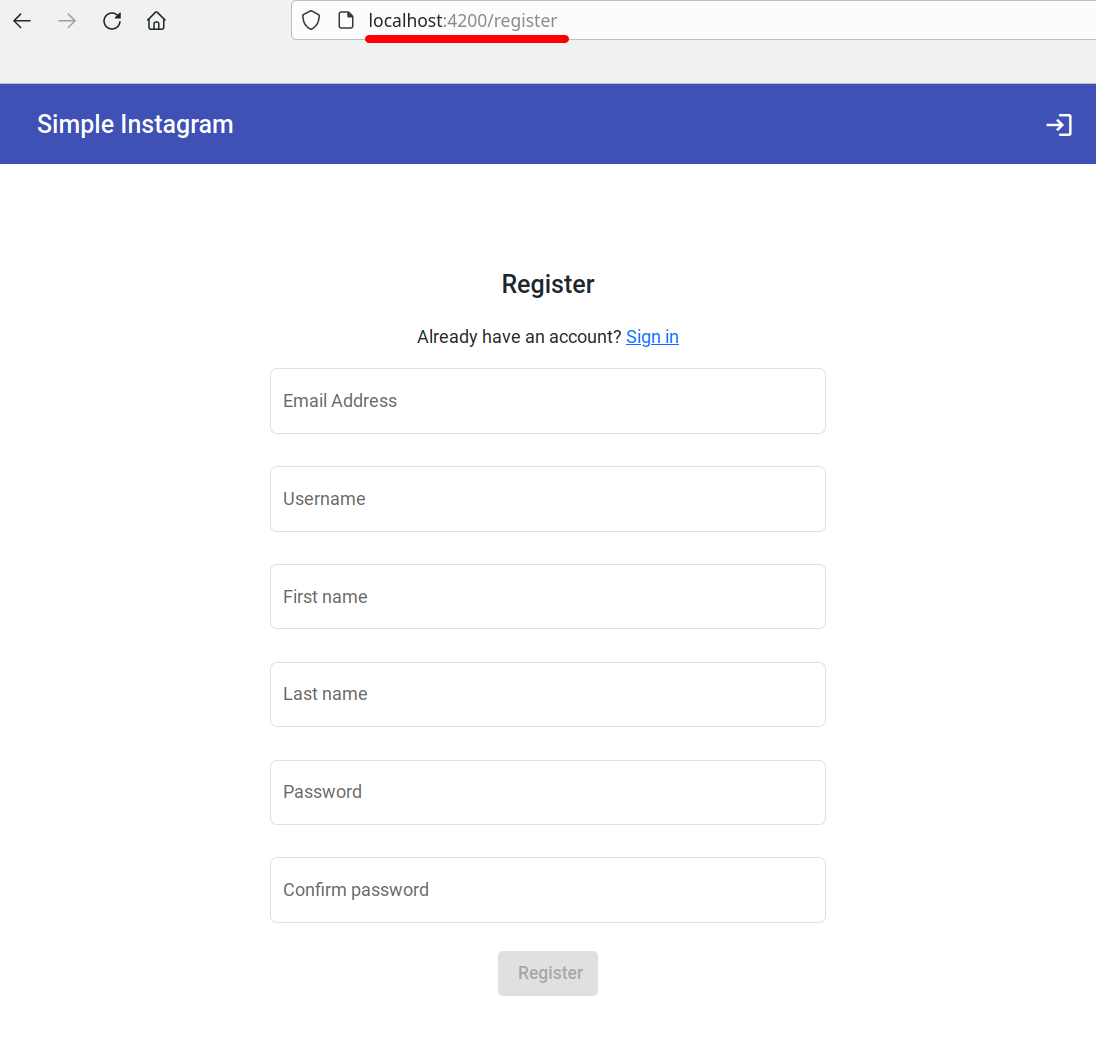 localhost:4200/register
Simple Instagram
Register
Already have an account? Sign in
Email Address
Username
First name
Last name
Password
Confirm password
Register